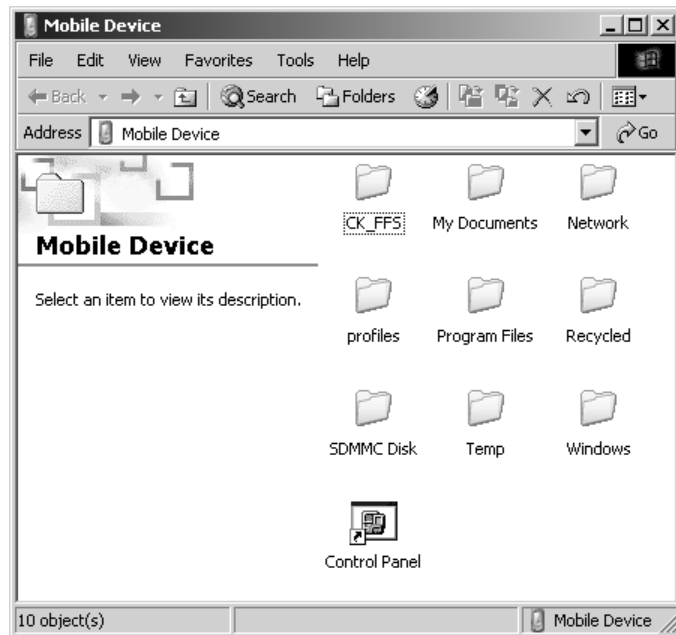 Mobile Device
File Edit View Favorites Tools Help
Back Search Folders
Address Mobile Device Go
Mobile Device
Select an item to view its description.
CK_FFS My Documents Network
profiles Program Files Recycled
SDMMC Disk Temp Windows
Control Panel
10 object(s) Mobile Device